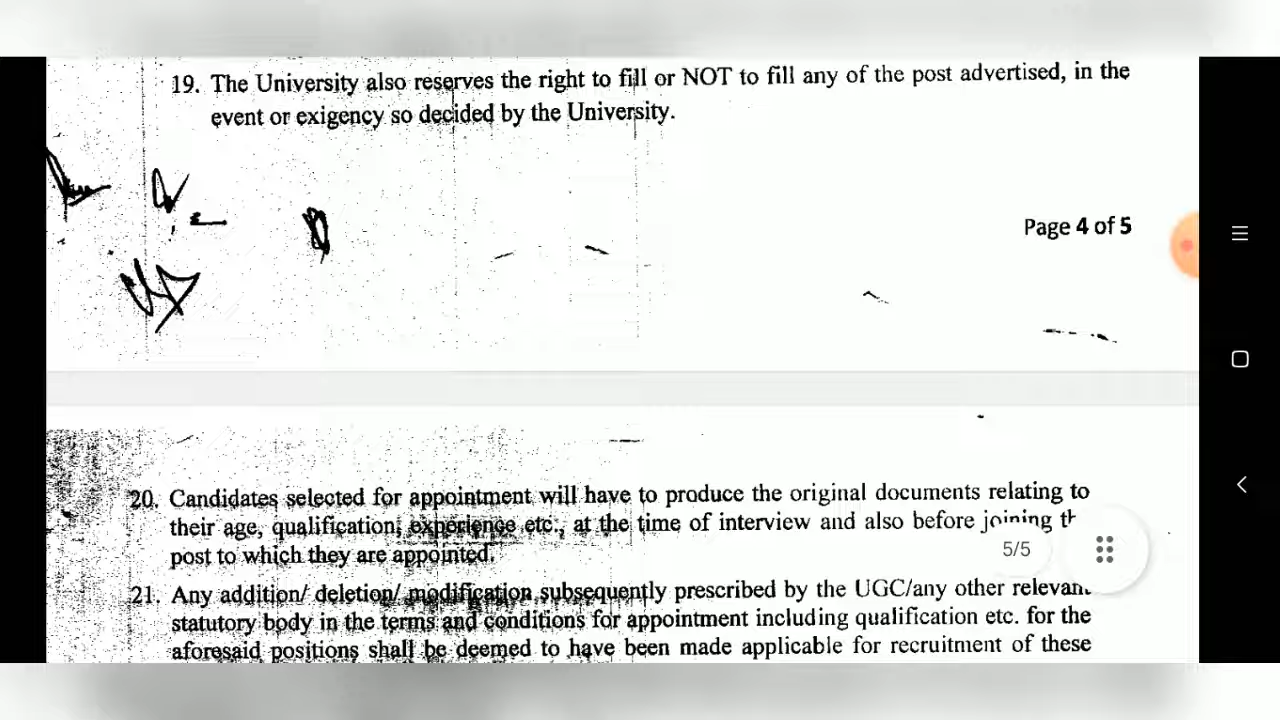 19. The University also reserves the right to fill or NOT to fill any of the post advertised, in the
event or exigency so decided by the University.
Page 4 of 5
20. Candidates selected for appointment will have to produce the original documents relating to
their age, qualification, experience etc., at the time of interview and also before joining
post to which they are appointed.
5/5
21. Any addition/ deletion/ modification subsequently prescribed by the UGC/any other relevant
statutory body in the terms and conditions for appointment including qualification etc. for the
aforesaid positions shall be deemed to have been made applicable for recruitment of these